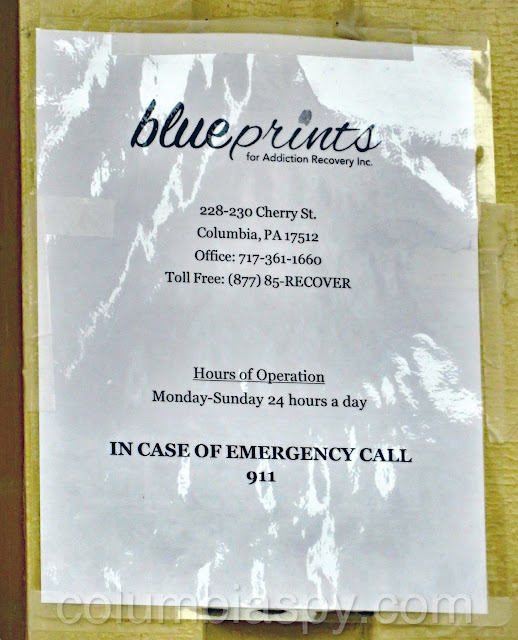 blueprints
for Addiction Recovery Inc.
228-230 Cherry St.
Columbia, PA 17512
Office: 717-361-1660
Toll Free: (877) 85-RECOVER
Hours of Operation
Monday-Sunday 24 hours a day
IN CASE OF EMERGENCY CALL
911
columbiaspy.com